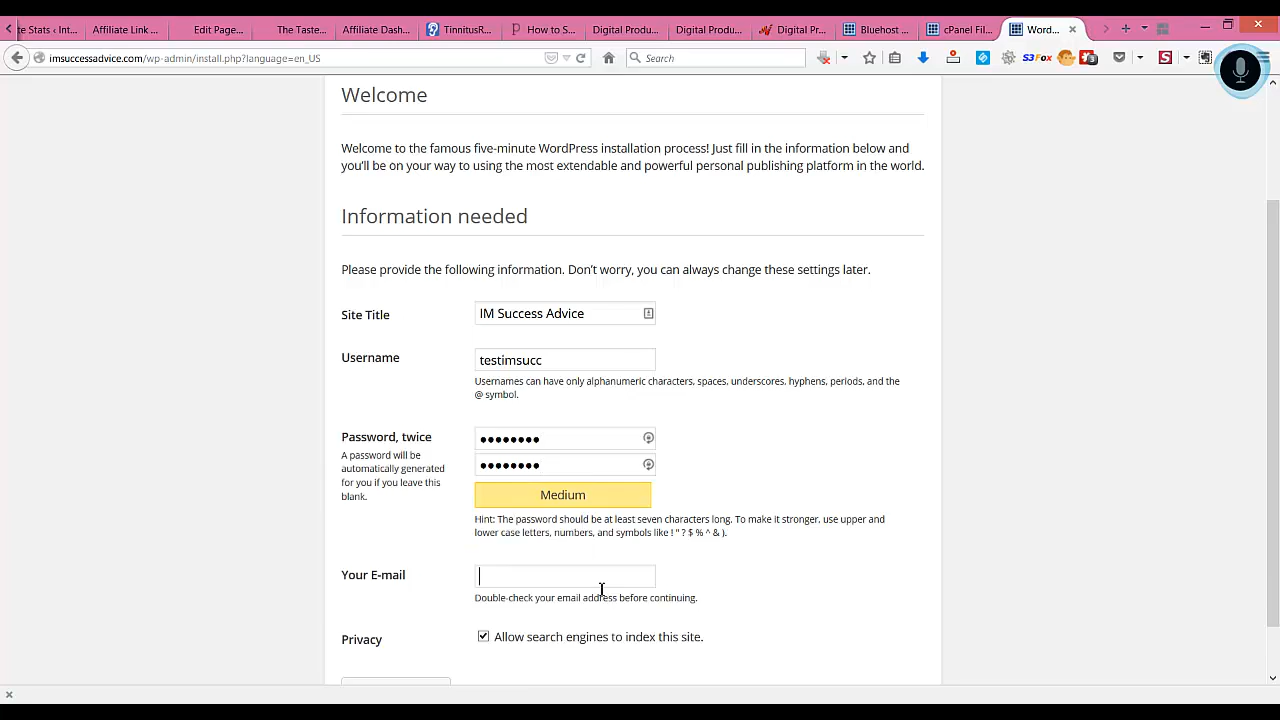 te Stats ‹ Int...
Affiliate Link ...
Edit Page...
The Taste...
Affiliate Dash...
TinnitusR...
How to S...
Digital Produ...
Digital Produ...
Digital Pr...
Bluehost ...
cPanel Fil...
Word...
imsuccessadvice.com/wp-admin/install.php?language=en_US
Search
S3Fox
Welcome
Welcome to the famous five-minute WordPress installation process! Just fill in the information below and
you'll be on your way to using the most extendable and powerful personal publishing platform in the world.
Information needed
Please provide the following information. Don't worry, you can always change these settings later.
Site Title
IM Success Advice
Username
testimsucc
Usernames can have only alphanumeric characters, spaces, underscores, hyphens, periods, and the
@ symbol.
Password, twice
A password will be
automatically generated
for you if you leave this
blank.
Medium
Hint: The password should be at least seven characters long. To make it stronger, use upper and
lower case letters, numbers, and symbols like ! " ? $ % ^ & ).
Your E-mail
Double-check your email address before continuing.
Privacy
Allow search engines to index this site.